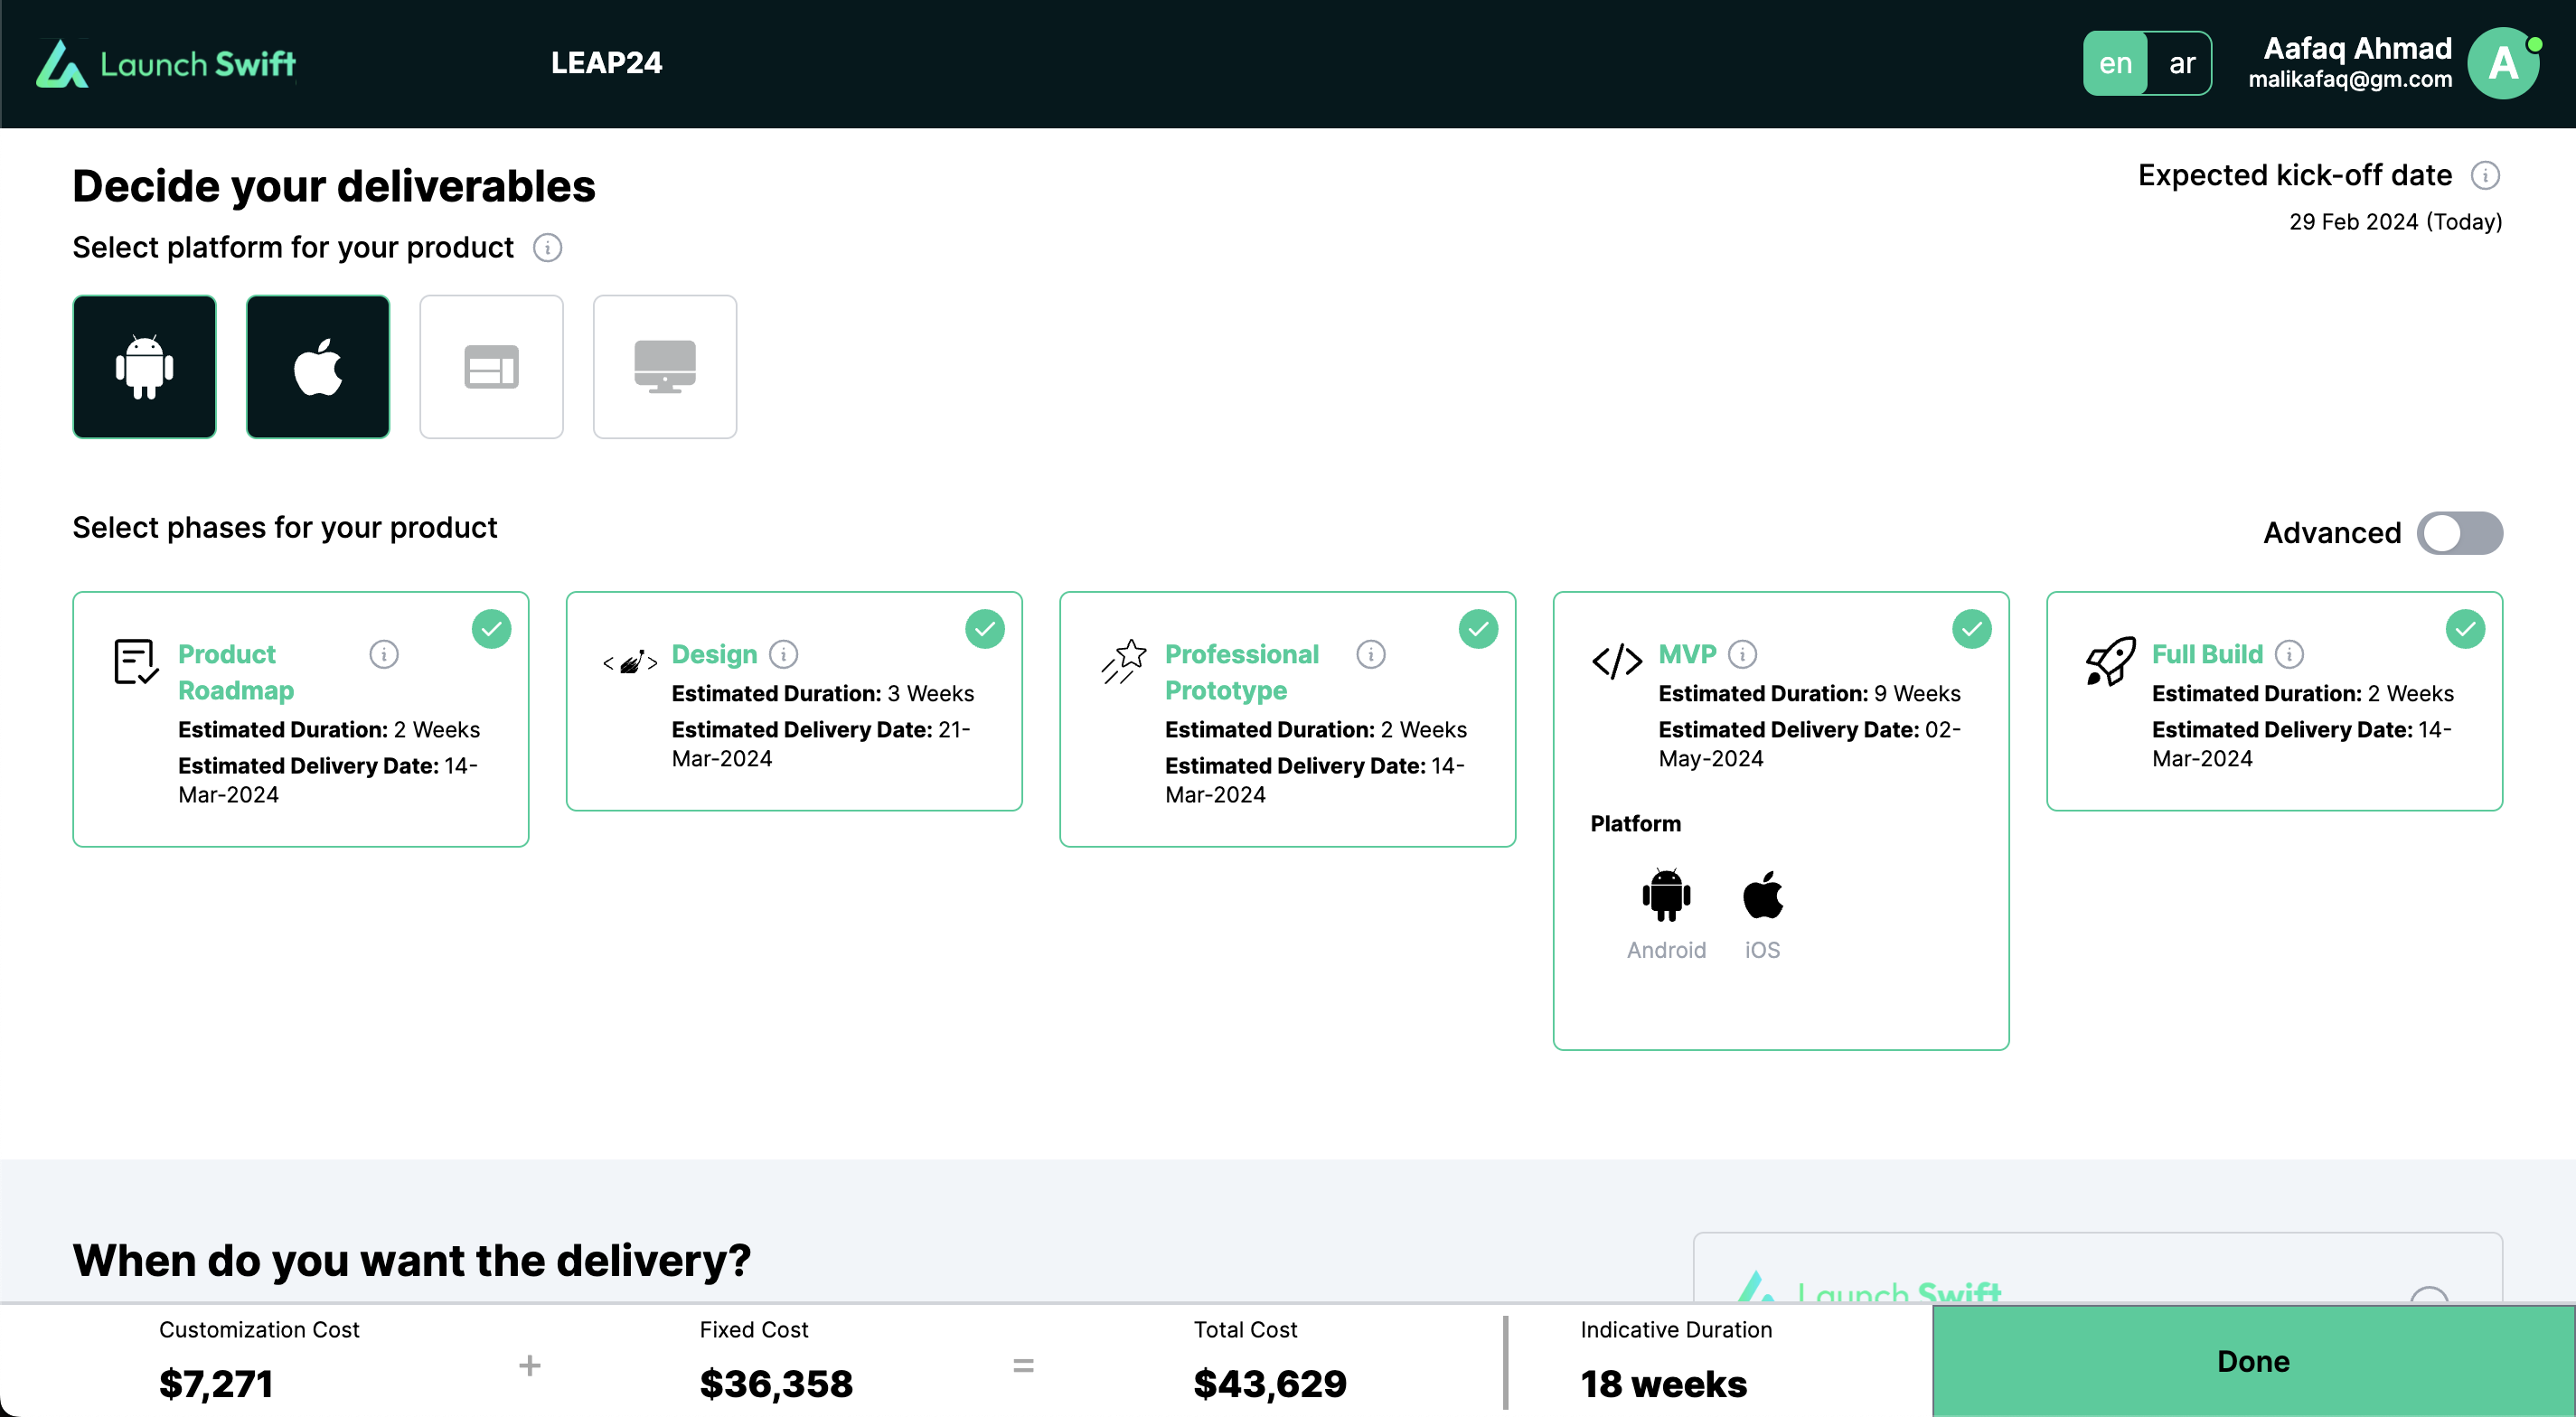 Launch Swift
LEAP24
en ar
Aafaq Ahmad
malikafaq@gm.com
A
Decide your deliverables
Expected kick-off date
29 Feb 2024 (Today)
Select platform for your product
Select phases for your product
Advanced
Product
Roadmap
Estimated Duration: 2 Weeks
Estimated Delivery Date: 14-
Mar-2024
Design
Estimated Duration: 3 Weeks
Estimated Delivery Date: 21-
Mar-2024
Professional
Prototype
Estimated Duration: 2 Weeks
Estimated Delivery Date: 14-
Mar-2024
MVP
Estimated Duration: 9 Weeks
Estimated Delivery Date: 02-
May-2024
Platform
Android
iOS
Full Build
Estimated Duration: 2 Weeks
Estimated Delivery Date: 14-
Mar-2024
When do you want the delivery?
Launch Swift
Customization Cost
$7,271
+
Fixed Cost
$36,358
=
Total Cost
$43,629
Indicative Duration
18 weeks
Done